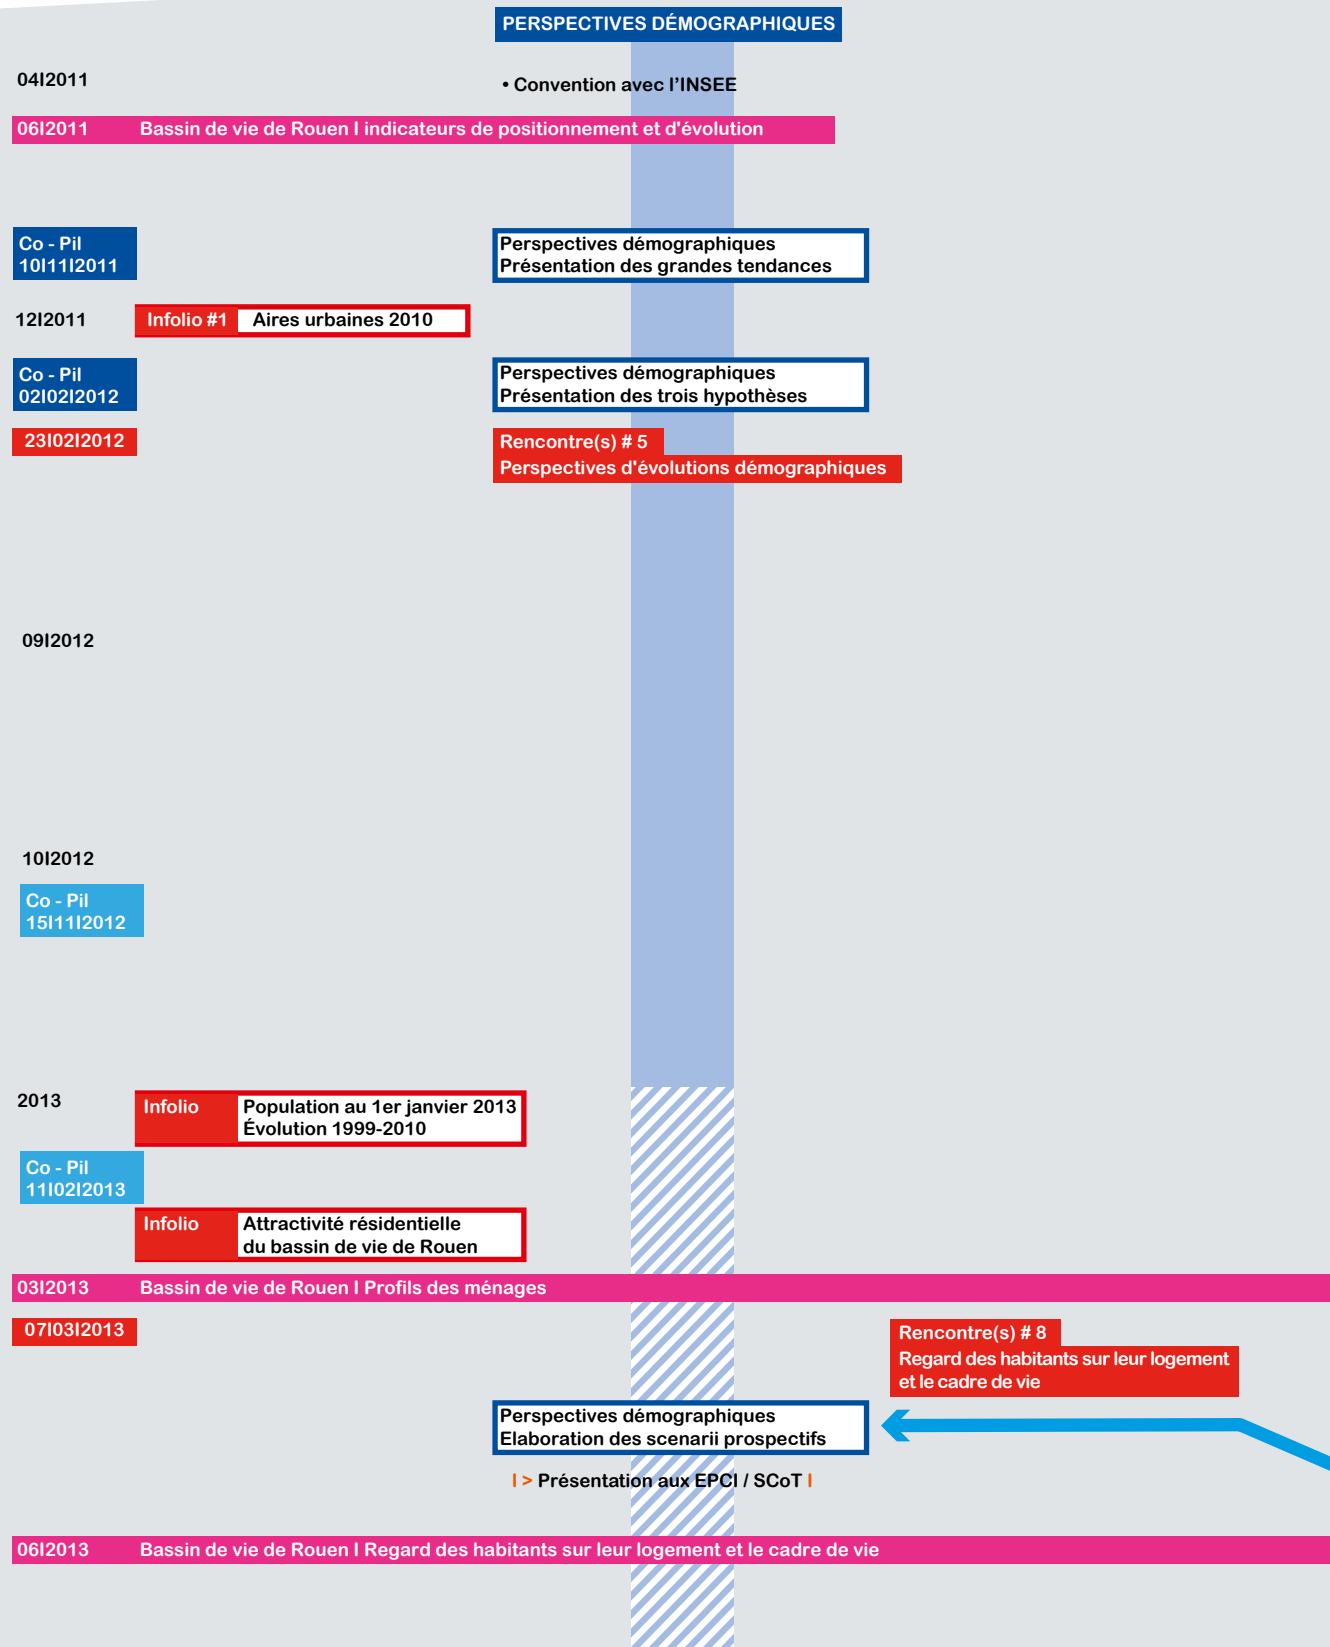 PERSPECTIVES DÉMOGRAPHIQUES
04I2011
• Convention avec l'INSEE
06I2011 Bassin de vie de Rouen I indicateurs de positionnement et d'évolution
Co - Pil
10I11I2011
Perspectives démographiques
Présentation des grandes tendances
12I2011 Infolio #1 Aires urbaines 2010
Co - Pil
02I02I2012
Perspectives démographiques
Présentation des trois hypothèses
23I02I2012
Rencontre(s) # 5
Perspectives d'évolutions démographiques
09I2012
10I2012
Co - Pil
15I11I2012
2013
Infolio
Population au 1er janvier 2013
Évolution 1999-2010
Co - Pil
11I02I2013
Infolio
Attractivité résidentielle
du bassin de vie de Rouen
03I2013 Bassin de vie de Rouen I Profils des ménages
07I03I2013
Rencontre(s) # 8
Regard des habitants sur leur logement
et le cadre de vie
Perspectives démographiques
Elaboration des scenarii prospectifs
I > Présentation aux EPCI / SCoT I
06I2013 Bassin de vie de Rouen I Regard des habitants sur leur logement et le cadre de vie